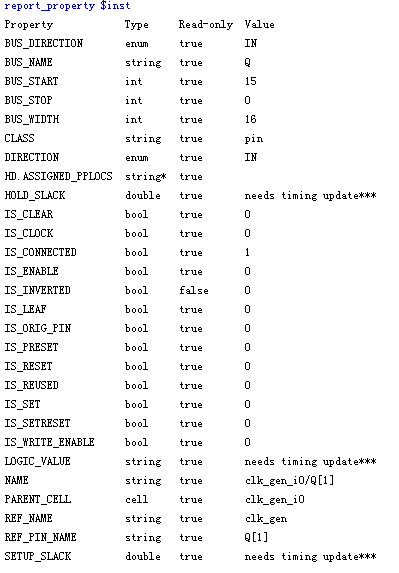 report_property $inst
Property Type Read-only Value
BUS_DIRECTION enum true IN
BUS_NAME string true Q
BUS_START int true 15
BUS_STOP int true 0
BUS_WIDTH int true 16
CLASS string true pin
DIRECTION enum true IN
HD.ASSIGNED_PPLOCS string* true
HOLD_SLACK double true needs timing update***
IS_CLEAR bool true 0
IS_CLOCK bool true 0
IS_CONNECTED bool true 1
IS_ENABLE bool true 0
IS_INVERTED bool false 0
IS_LEAF bool true 0
IS_ORIG_PIN bool true 0
IS_PRESET bool true 0
IS_RESET bool true 0
IS_REUSED bool true 0
IS_SET bool true 0
IS_SETRESET bool true 0
IS_WRITE_ENABLE bool true 0
LOGIC_VALUE string true needs timing update***
NAME string true clk_gen_i0/Q[1]
PARENT_CELL cell true clk_gen_i0
REF_NAME string true clk_gen
REF_PIN_NAME string true Q[1]
SETUP_SLACK double true needs timing update***